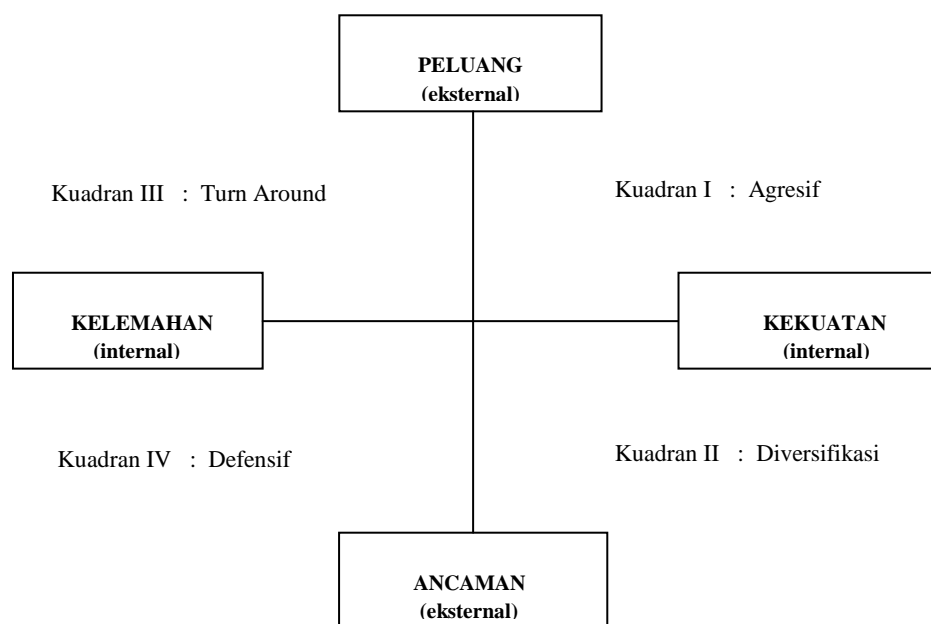 PELUANG
(eksternal)
Kuadran III : Turn Around
Kuadran I : Agresif
KELEMAHAN
(internal)
KEKUATAN
(internal)
Kuadran IV : Defensif
Kuadran II : Diversifikasi
ANCAMAN
(eksternal)